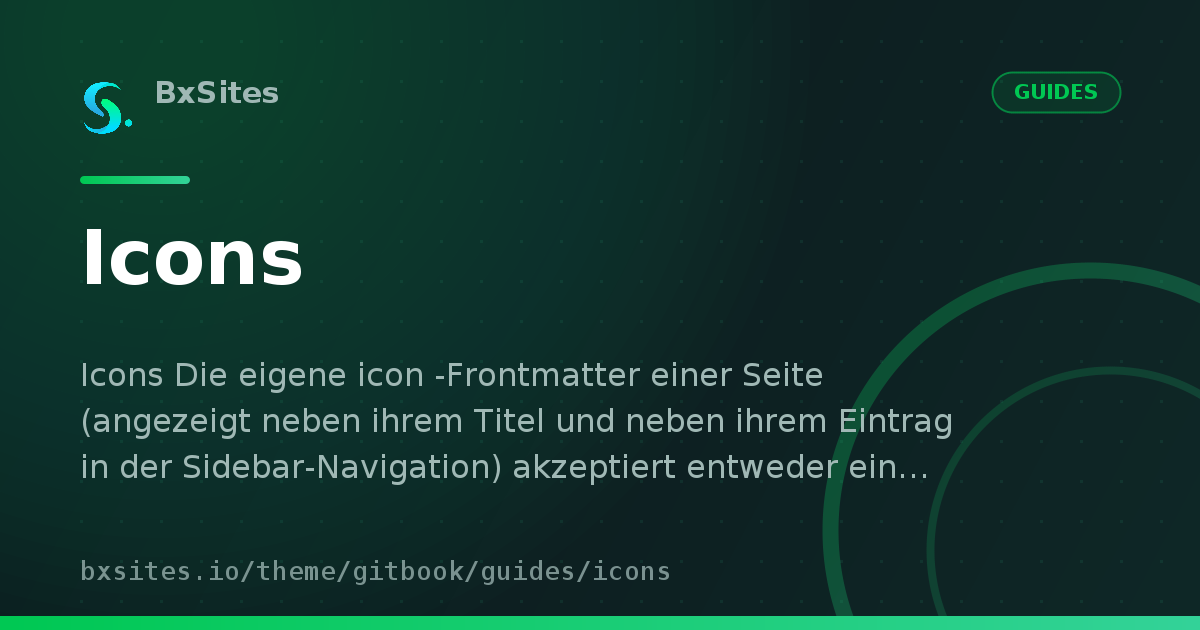 BxSites
GUIDES
Icons
Icons Die eigene icon -Frontmatter einer Seite
(angezeigt neben ihrem Titel und neben ihrem Eintrag
in der Sidebar-Navigation) akzeptiert entweder ein…
bxsites.io/theme/gitbook/guides/icons